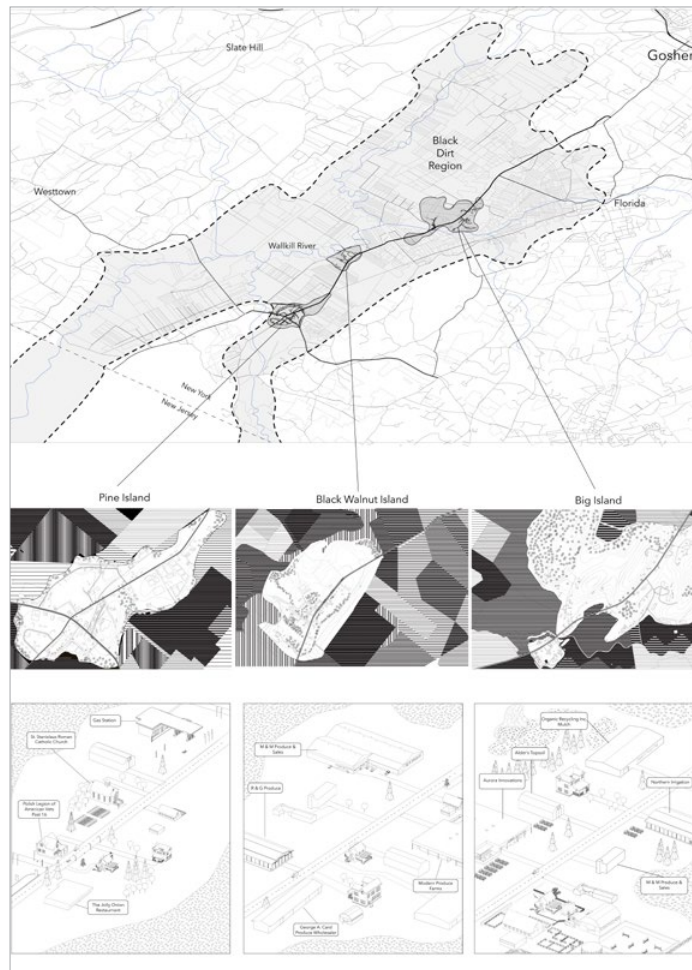 Slate Hill
Goshen
Black
Dirt
Region
Westtown
Florida
Wallkill River
New York
New Jersey
Pine Island
Black Walnut Island
Big Island
Gas Station
St. Stanislaus Roman
Catholic Church
Polish Legion of
American Vets
Post 16
The Jolly Onion
Restaurant
M & M Produce &
Sales
R & G Produce
Modern Produce
Farms
George A. Card
Produce Wholesaler
Organic Recycling Inc.
Mulch
Topsoil
Aurora Innovations
Northern Irrigation
M & M Produce &
Sales